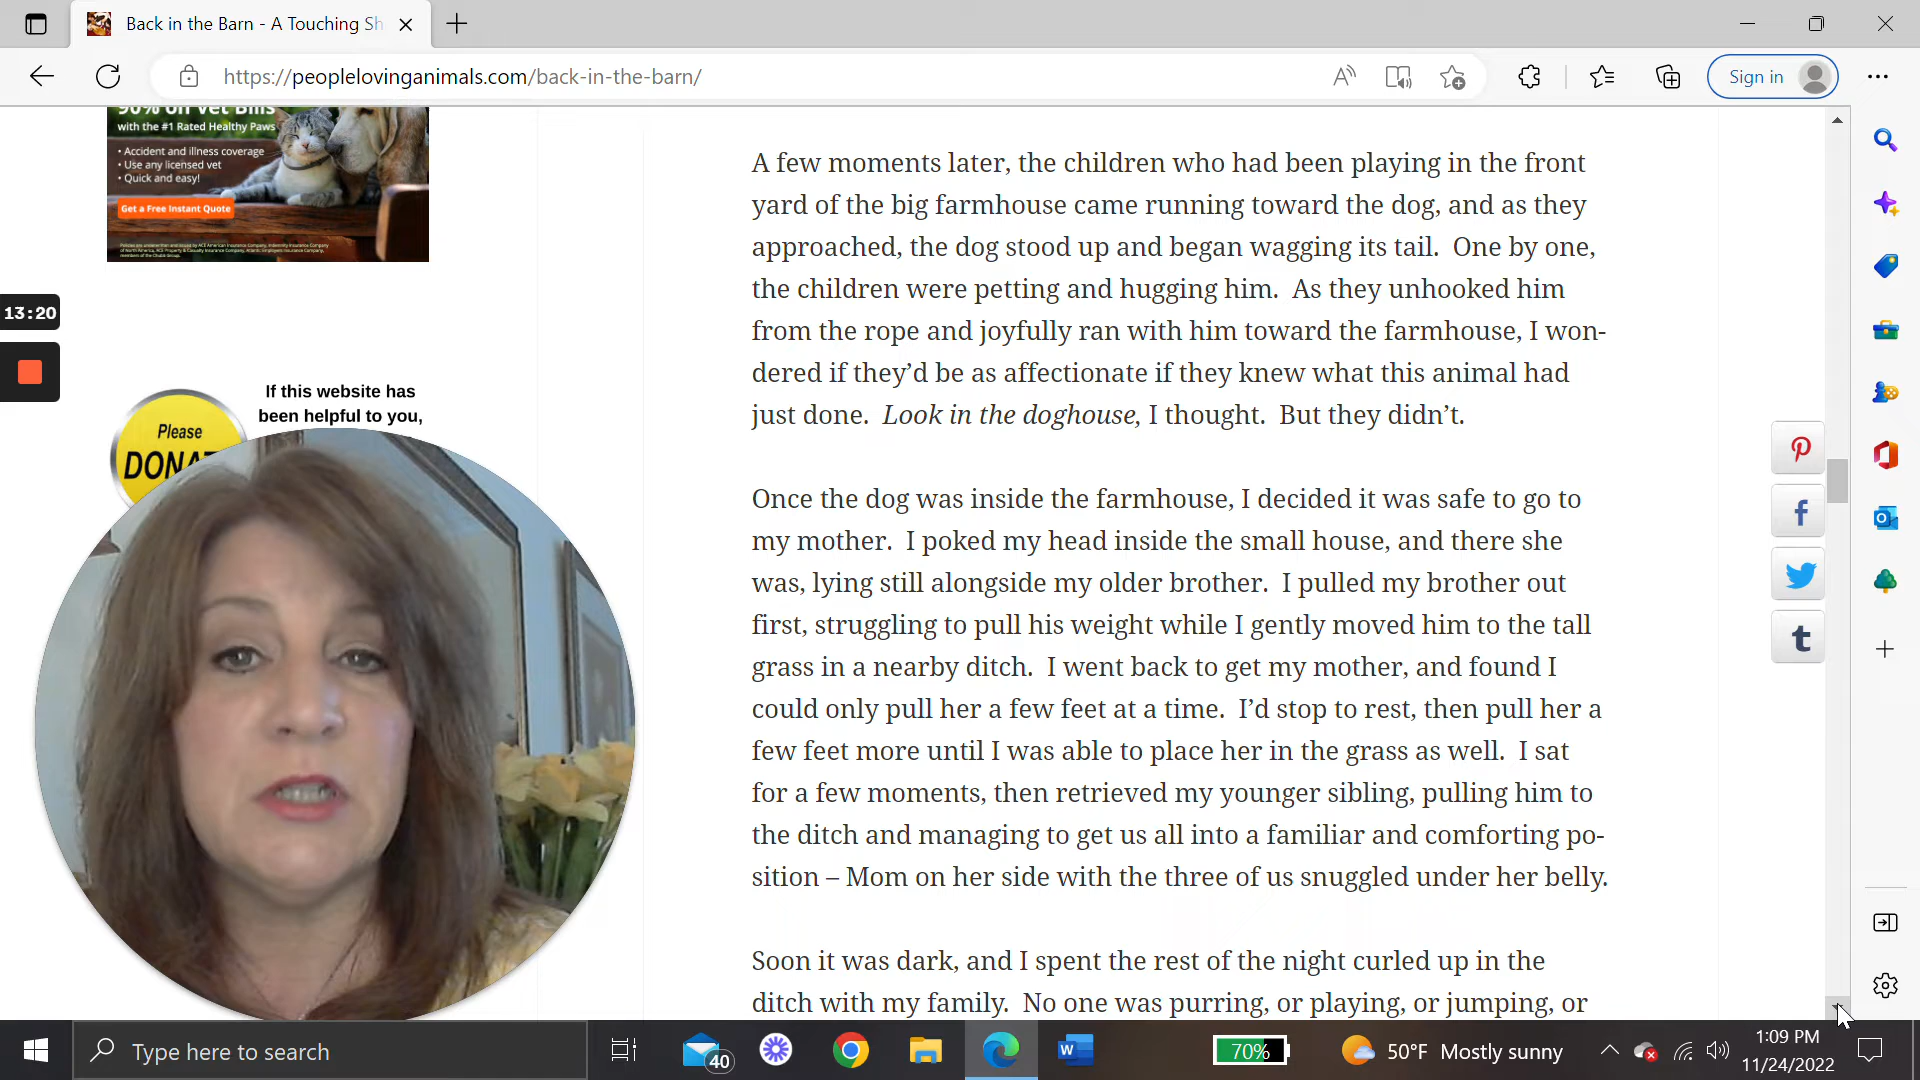 Back in the Barn - A Touching Sh
https://peoplelovinganimals.com/back-in-the-barn/
Sign in
90% on Vet Bills
with the #1 Rated Healthy Paws
• Accident and illness coverage
• Use any licensed vet
• Quick and easy!
Get a Free Instant Quote
13:20
If this website has
been helpful to you,
Please
DONAT
A few moments later, the children who had been playing in the front
yard of the big farmhouse came running toward the dog, and as they
approached, the dog stood up and began wagging its tail.  One by one,
the children were petting and hugging him.  As they unhooked him
from the rope and joyfully ran with him toward the farmhouse, I won-
dered if they’d be as affectionate if they knew what this animal had
just done.  Look in the doghouse, I thought.  But they didn’t.
Once the dog was inside the farmhouse, I decided it was safe to go to
my mother.  I poked my head inside the small house, and there she
was, lying still alongside my older brother.  I pulled my brother out
first, struggling to pull his weight while I gently moved him to the tall
grass in a nearby ditch.  I went back to get my mother, and found I
could only pull her a few feet at a time.  I’d stop to rest, then pull her a
few feet more until I was able to place her in the grass as well.  I sat
for a few moments, then retrieved my younger sibling, pulling him to
the ditch and managing to get us all into a familiar and comforting po-
sition – Mom on her side with the three of us snuggled under her belly.
Soon it was dark, and I spent the rest of the night curled up in the
ditch with my family.  No one was purring, or playing, or jumping, or
Type here to search
40
70%
50°F Mostly sunny
1:09 PM
11/24/2022